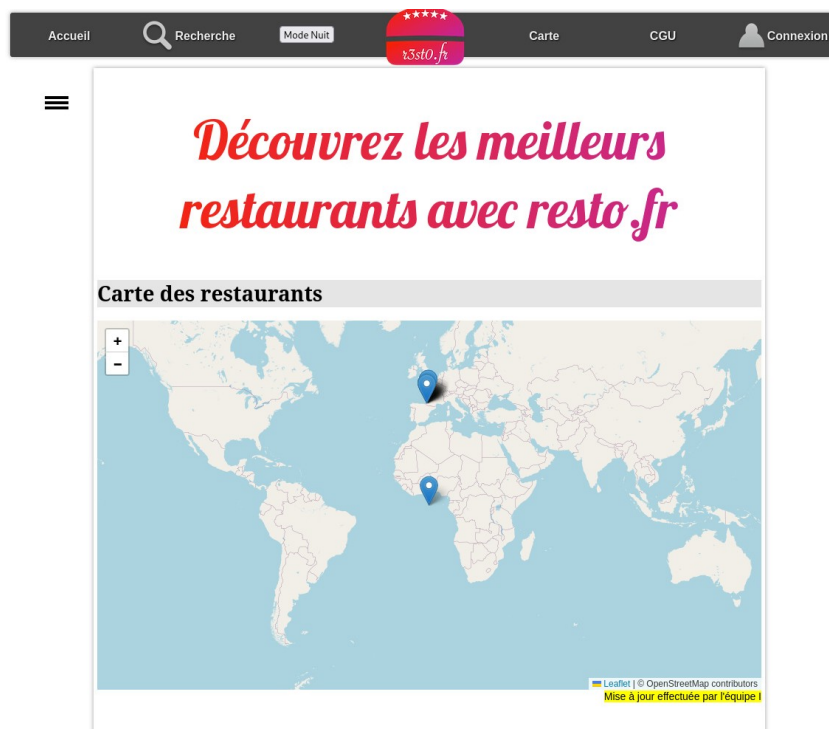 Accueil
Recherche
Mode Nuit
r3st0.fr
Carte
CGU
Connexion
Découvrez les meilleurs
restaurants avec resto.fr
Carte des restaurants
+
−
Leaflet | © OpenStreetMap contributors
Mise à jour effectuée par l'équipe I